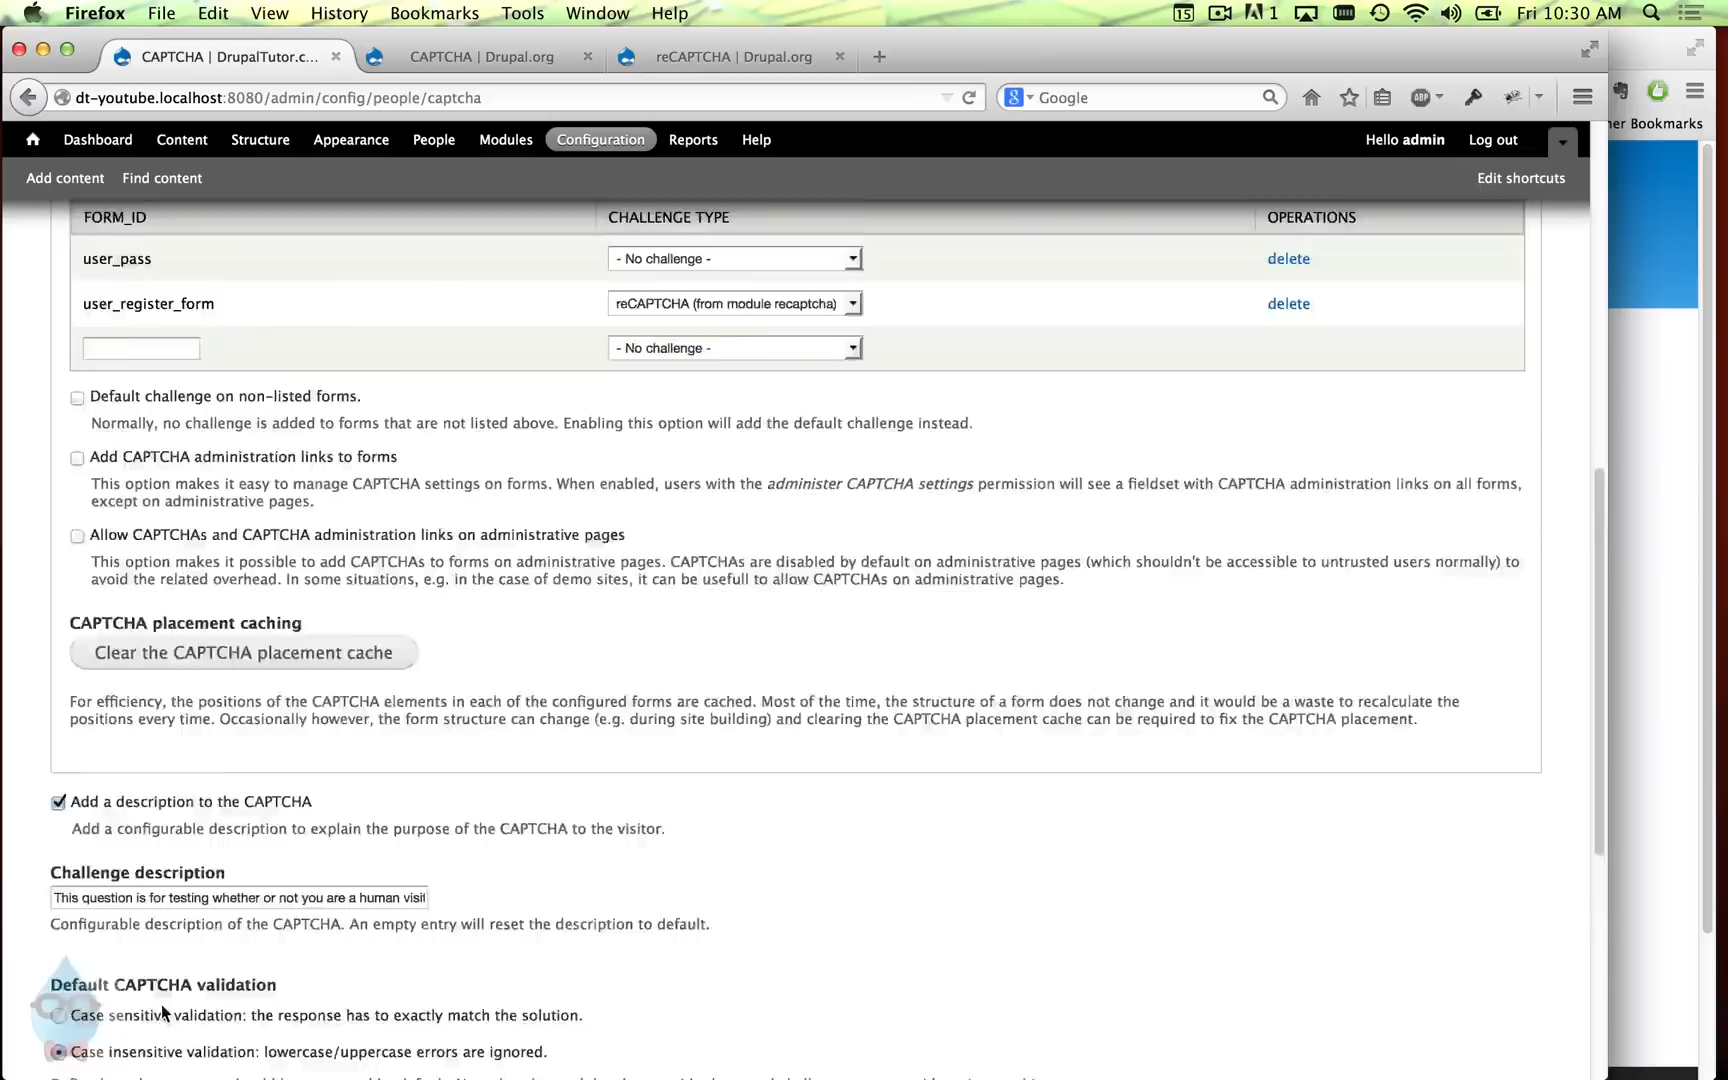 Firefox File Edit View History Bookmarks Tools Window Help 15 1 Fri 10:30 AM
CAPTCHA | DrupalTutor.c... CAPTCHA | Drupal.org reCAPTCHA | Drupal.org
dt-youtube.localhost:8080/admin/config/people/captcha Google ABP
er Bookmarks
Dashboard Content Structure Appearance People Modules Configuration Reports Help Hello admin Log out
Add content Find content Edit shortcuts
FORM_ID CHALLENGE TYPE OPERATIONS
user_pass - No challenge - delete
user_register_form reCAPTCHA (from module recaptcha) delete
- No challenge -
Default challenge on non-listed forms.
Normally, no challenge is added to forms that are not listed above. Enabling this option will add the default challenge instead.
Add CAPTCHA administration links to forms
This option makes it easy to manage CAPTCHA settings on forms. When enabled, users with the administer CAPTCHA settings permission will see a fieldset with CAPTCHA administration links on all forms,
except on administrative pages.
Allow CAPTCHAs and CAPTCHA administration links on administrative pages
This option makes it possible to add CAPTCHAs to forms on administrative pages. CAPTCHAs are disabled by default on administrative pages (which shouldn't be accessible to untrusted users normally) to
avoid the related overhead. In some situations, e.g. in the case of demo sites, it can be usefull to allow CAPTCHAs on administrative pages.
CAPTCHA placement caching
Clear the CAPTCHA placement cache
For efficiency, the positions of the CAPTCHA elements in each of the configured forms are cached. Most of the time, the structure of a form does not change and it would be a waste to recalculate the
positions every time. Occasionally however, the form structure can change (e.g. during site building) and clearing the CAPTCHA placement cache can be required to fix the CAPTCHA placement.
Add a description to the CAPTCHA
Add a configurable description to explain the purpose of the CAPTCHA to the visitor.
Challenge description
This question is for testing whether or not you are a human visit
Configurable description of the CAPTCHA. An empty entry will reset the description to default.
Default CAPTCHA validation
Case sensitive validation: the response has to exactly match the solution.
Case insensitive validation: lowercase/uppercase errors are ignored.